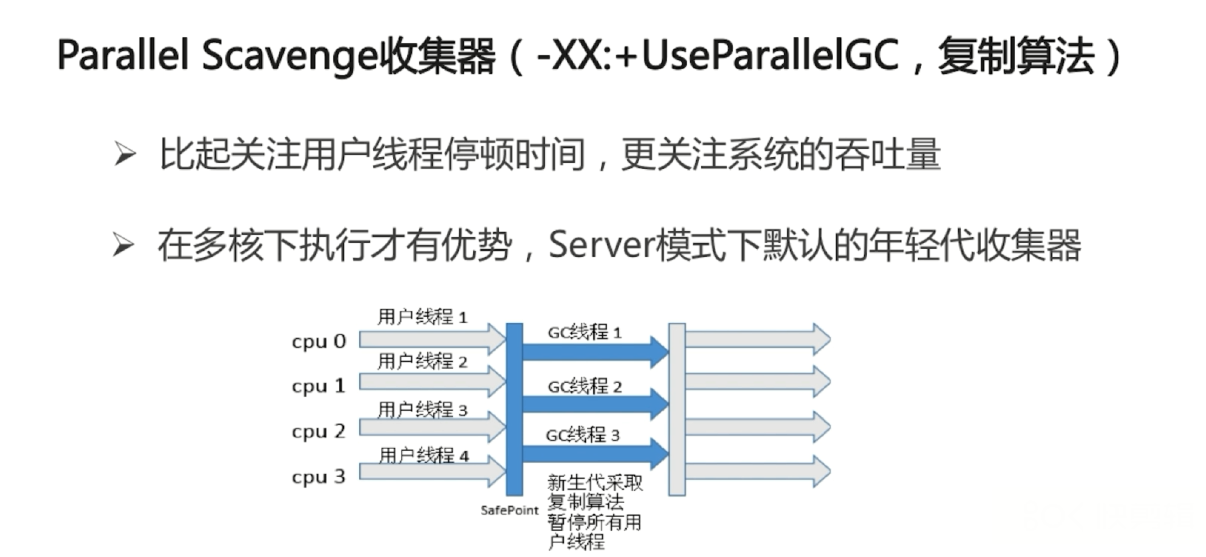 Parallel Scavenge收集器（-XX:+UseParallelGC，复制算法）
➢ 比起关注用户线程停顿时间，更关注系统的吞吐量
➢ 在多核下执行才有优势，Server模式下默认的年轻代收集器
用户线程 1
cpu 0
GC线程 1
用户线程 2
cpu 1
GC线程 2
用户线程 3
cpu 2
GC线程 3
用户线程 4
cpu 3
SafePoint
新生代采取
复制算法
暂停所有用
户线程